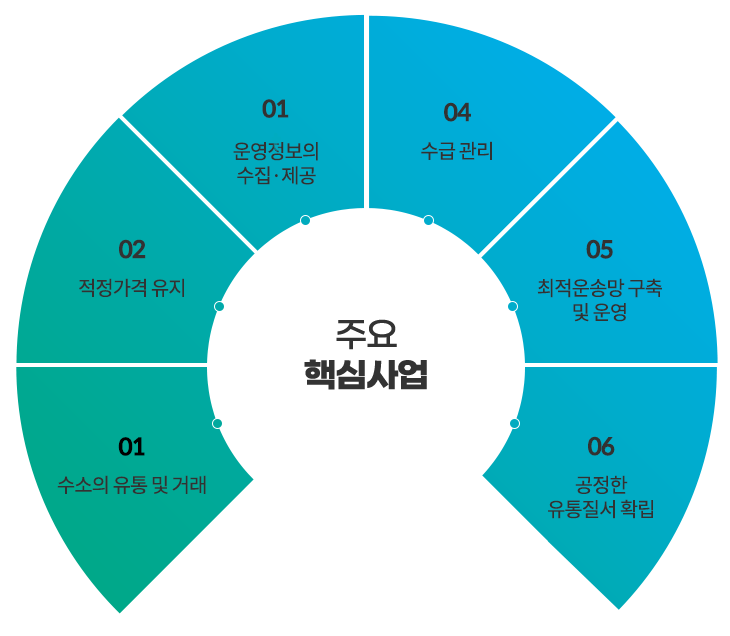 주요
핵심사업
01
수소의 유통 및 거래
02
적정가격 유지
01
운영정보의
수집·제공
04
수급 관리
05
최적운송망 구축
및 운영
06
공정한
유통질서 확립